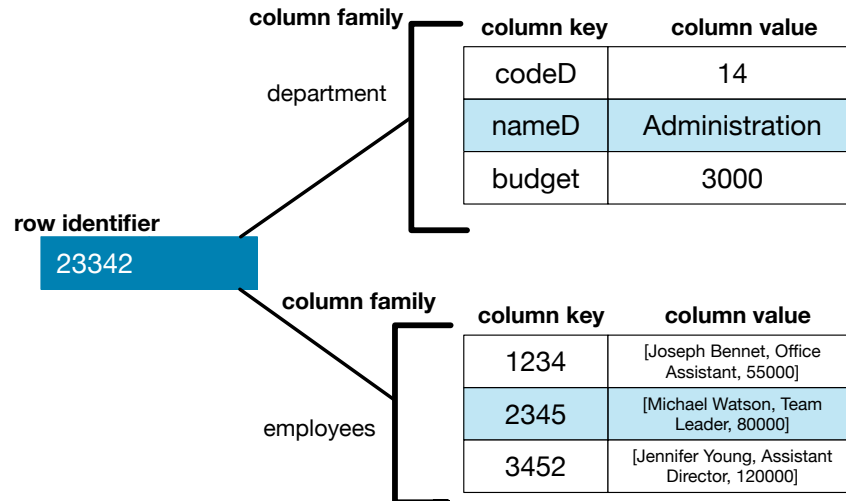 column family
column key column value
department
codeD 14
nameD Administration
budget 3000
row identifier
23342
column family
column key column value
employees
1234 [Joseph Bennet, Office
Assistant, 55000]
2345 [Michael Watson, Team
Leader, 80000]
3452 [Jennifer Young, Assistant
Director, 120000]